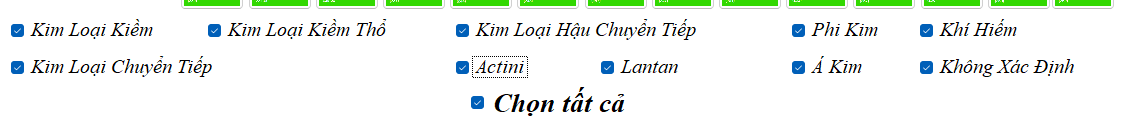 Kim Loại Kiềm Kim Loại Kiềm Thổ Kim Loại Hậu Chuyển Tiếp Phi Kim Khí Hiếm
Kim Loại Chuyển Tiếp Actini Lantan Á Kim Không Xác Định
Chọn tất cả